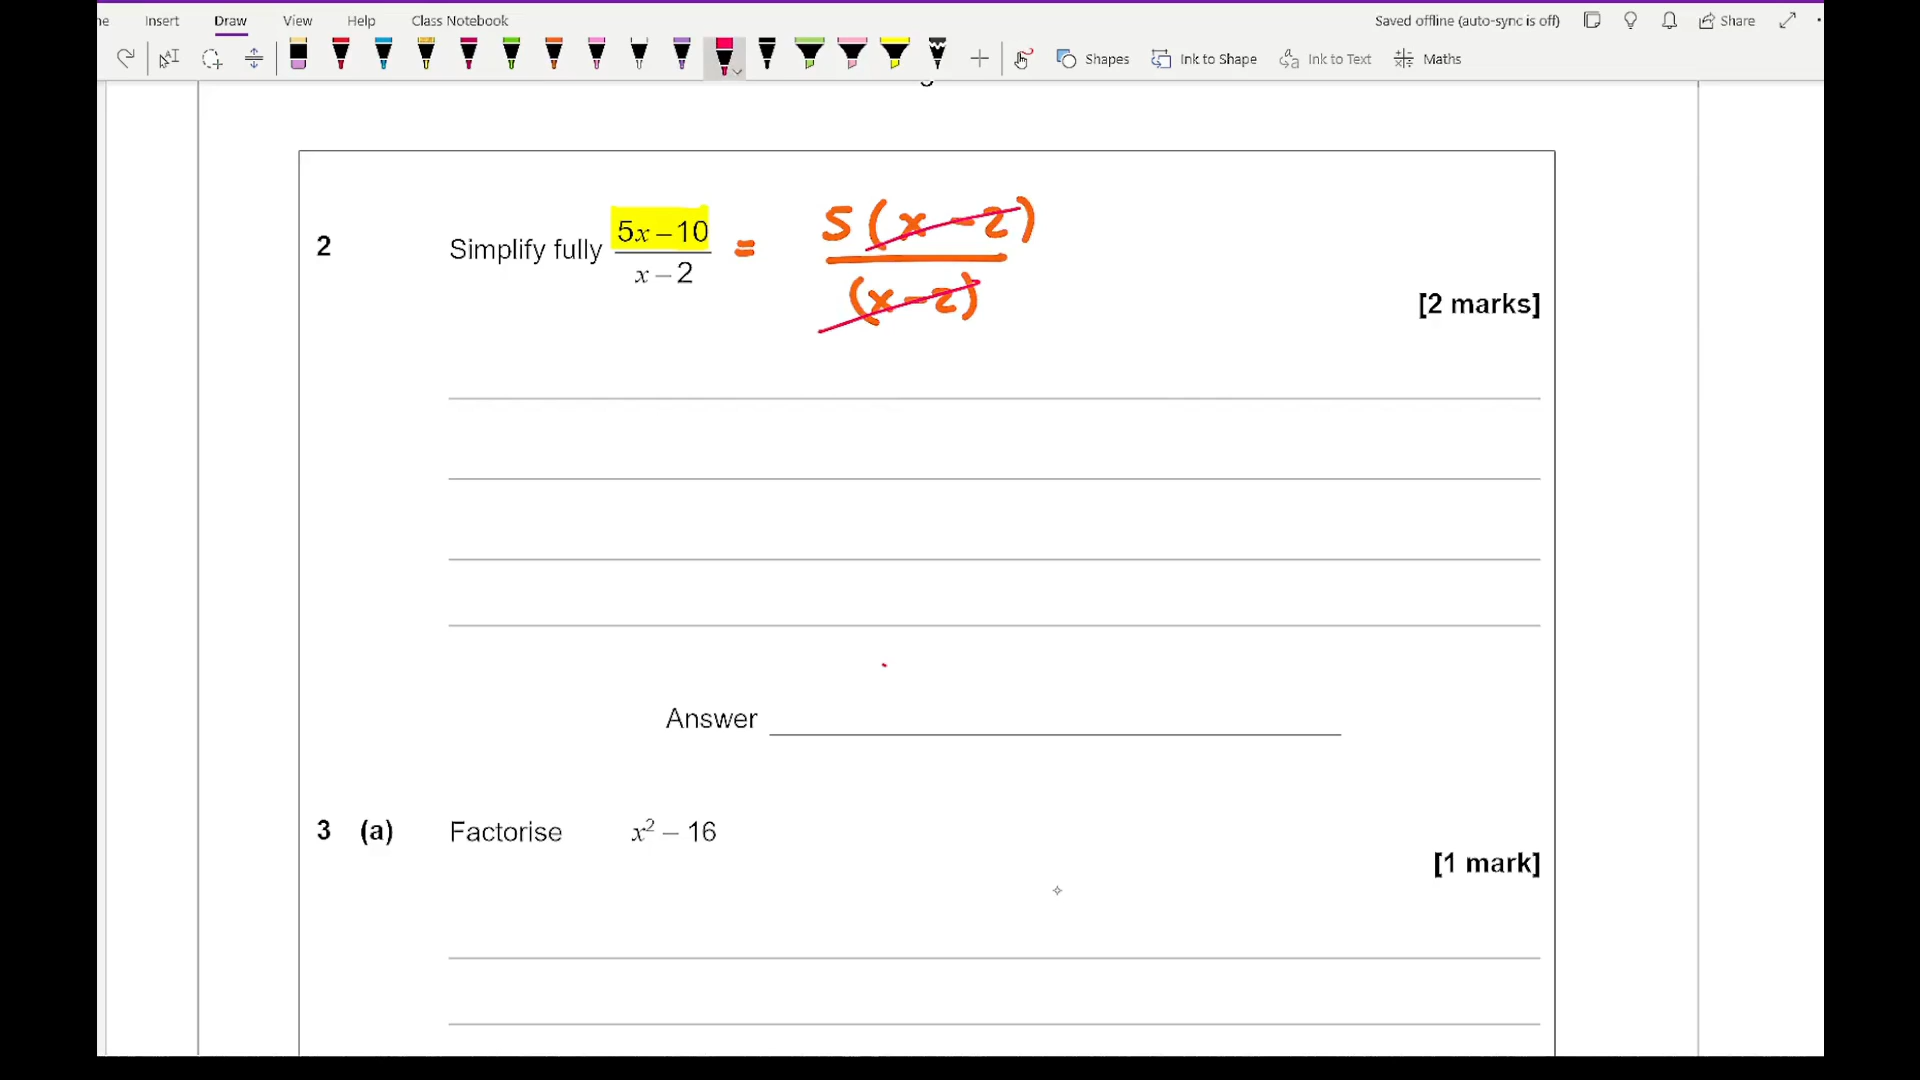 Insert Draw View Help Class Notebook Saved offline (auto-sync is off) Share
Shapes Ink to Shape Ink to Text Maths
2 Simplify fully 5x – 10 / x – 2 = 5(x – 2) / (x – 2)
[2 marks]
Answer
3 (a) Factorise x² – 16
[1 mark]